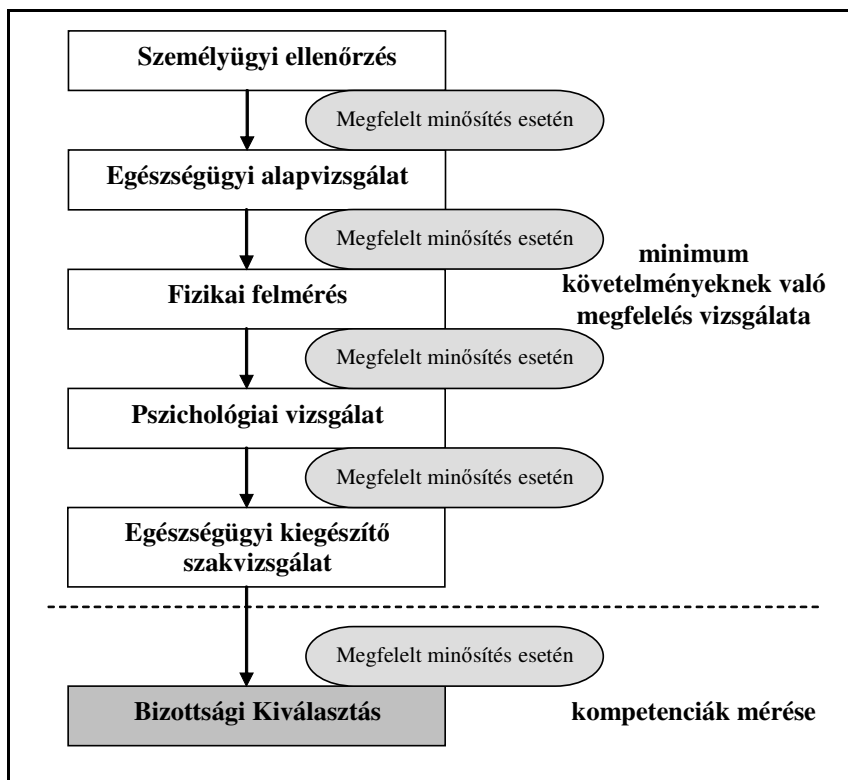 Személyügyi ellenőrzés
Megfelelt minősítés esetén
Egészségügyi alapvizsgálat
Megfelelt minősítés esetén
Fizikai felmérés
minimum
követelményeknek való
megfelelés vizsgálata
Megfelelt minősítés esetén
Pszichológiai vizsgálat
Megfelelt minősítés esetén
Egészségügyi kiegészítő
szakvizsgálat
Megfelelt minősítés esetén
Bizottsági Kiválasztás
kompetenciák mérése